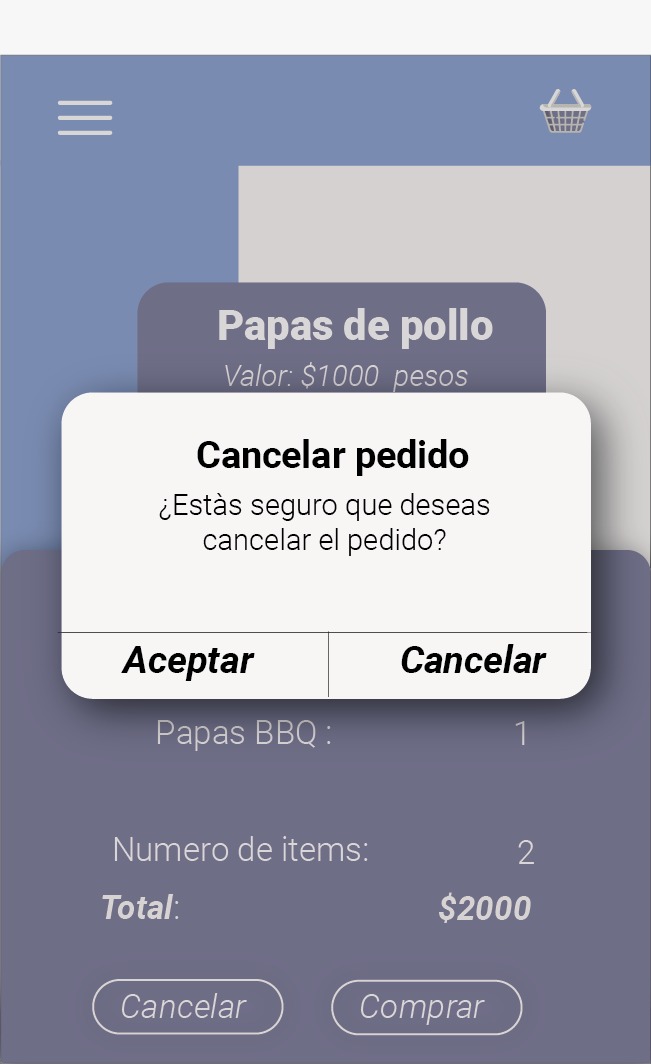 Papas de pollo
Valor: $1000 pesos
Cancelar pedido
¿Estàs seguro que deseas
cancelar el pedido?
Aceptar Cancelar
Papas BBQ : 1
Numero de items: 2
Total: $2000
Cancelar Comprar